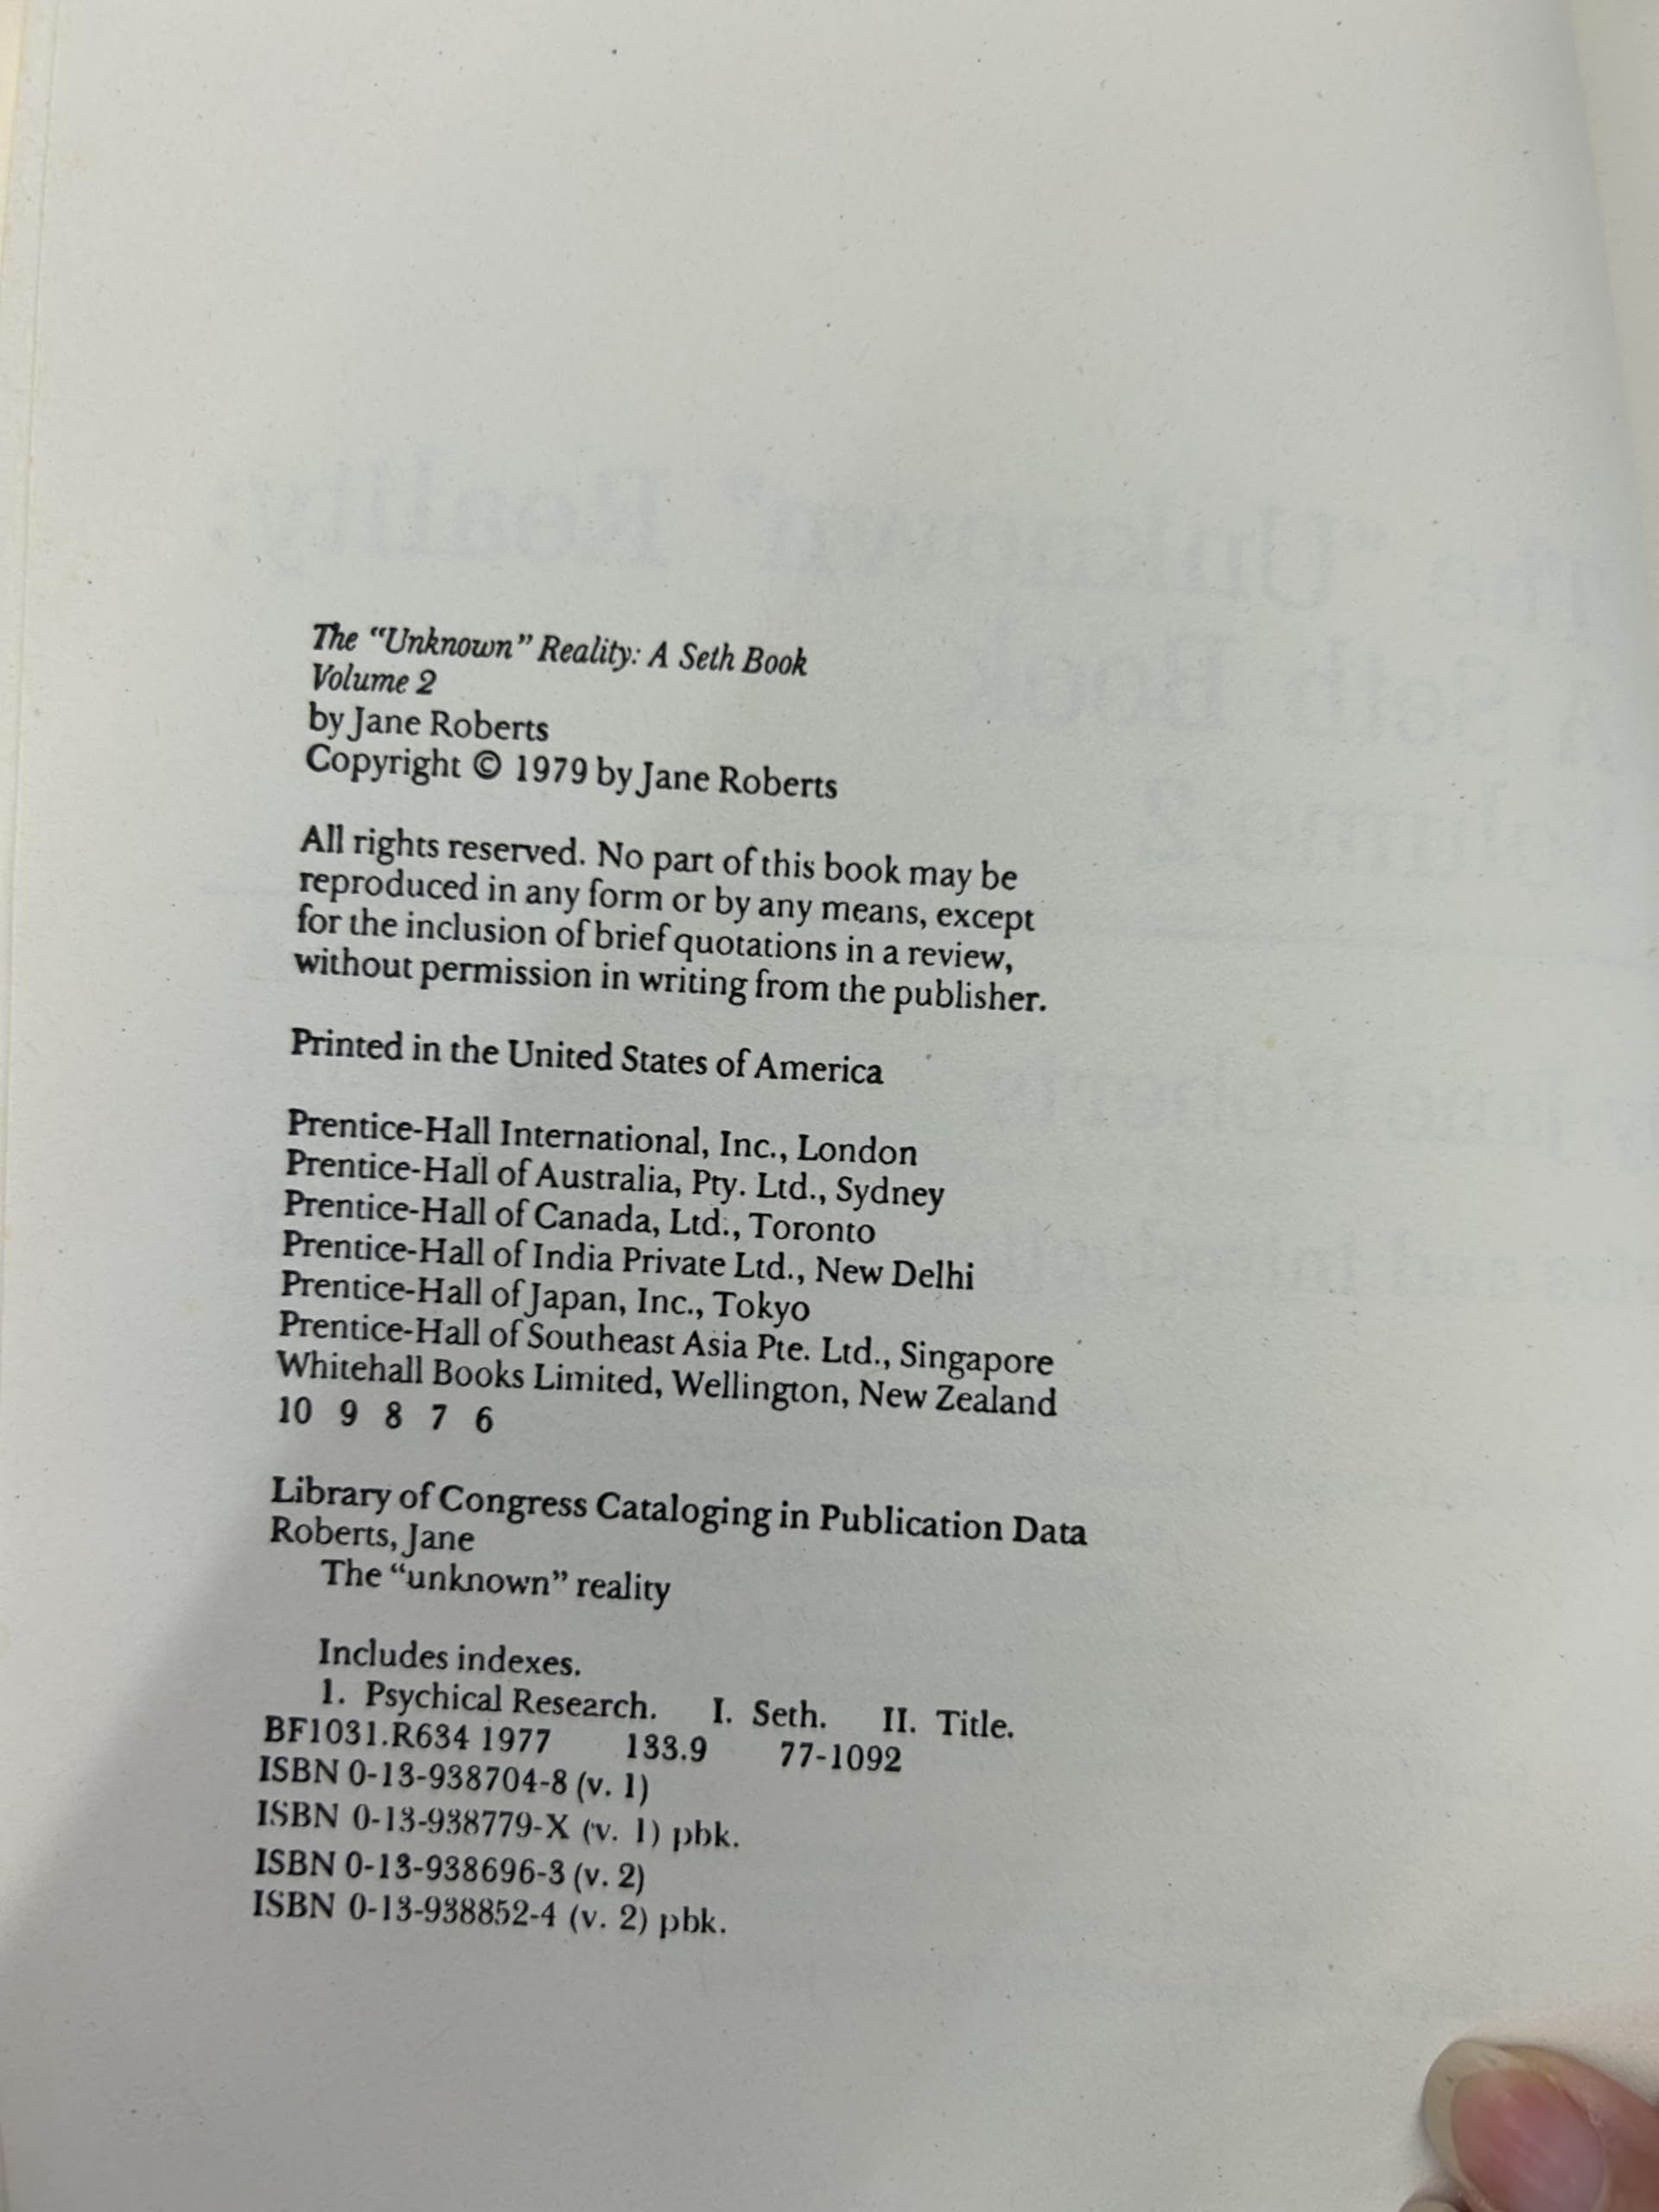 The “Unknown” Reality: A Seth Book
Volume 2
by Jane Roberts
Copyright © 1979 by Jane Roberts
All rights reserved. No part of this book may be
reproduced in any form or by any means, except
for the inclusion of brief quotations in a review,
without permission in writing from the publisher.
Printed in the United States of America
Prentice-Hall International, Inc., London
Prentice-Hall of Australia, Pty. Ltd., Sydney
Prentice-Hall of Canada, Ltd., Toronto
Prentice-Hall of India Private Ltd., New Delhi
Prentice-Hall of Japan, Inc., Tokyo
Prentice-Hall of Southeast Asia Pte. Ltd., Singapore
Whitehall Books Limited, Wellington, New Zealand
10 9 8 7 6
Library of Congress Cataloging in Publication Data
Roberts, Jane
The “unknown” reality
Includes indexes.
1. Psychical Research. I. Seth. II. Title.
BF1031.R634 1977 133.9 77-1092
ISBN 0-13-938704-8 (v. 1)
ISBN 0-13-938779-X (v. 1) pbk.
ISBN 0-13-938696-3 (v. 2)
ISBN 0-13-938852-4 (v. 2) pbk.